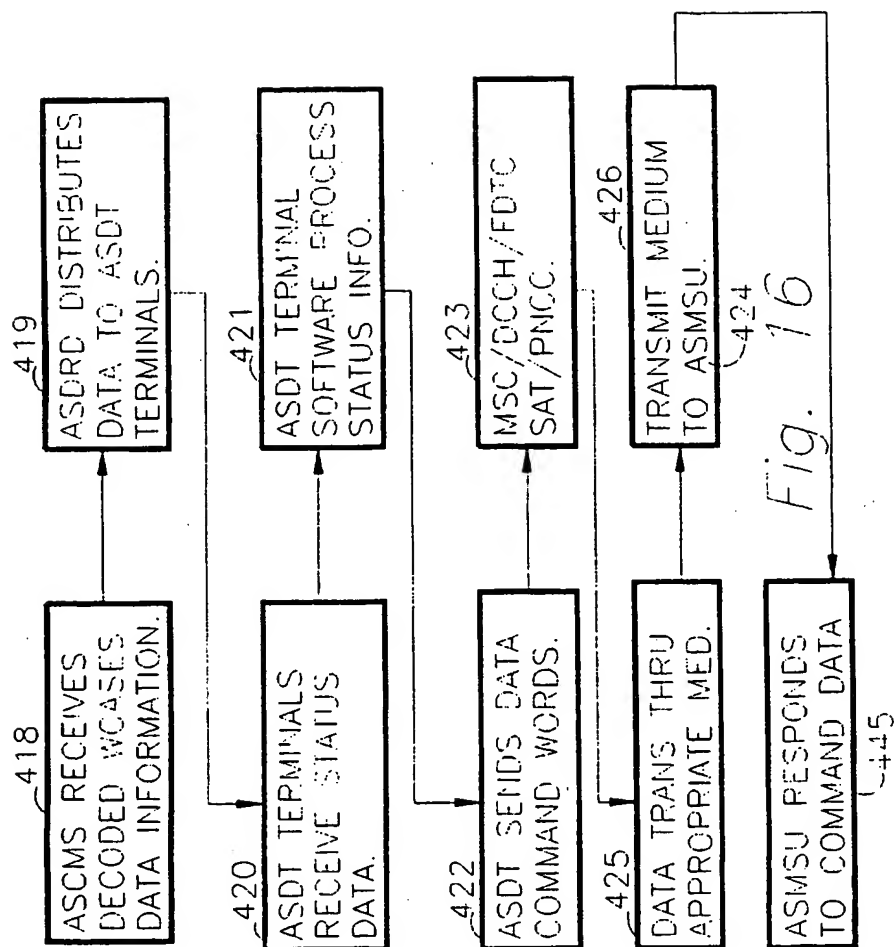 418
ASCMS RECEIVES
DECODED WCASES
DATA INFORMATION.
419
ASDRD DISTRIBUTES
DATA TO ASDT
TERMINALS.
420
ASDT TERMINALS
RECEIVE STATUS
DATA.
421
ASDT TERMINAL
SOFTWARE PROCESS
STATUS INFO.
422
ASDT SENDS DATA
COMMAND WORDS.
423
MSC/DCCH/FDTC
SAT/PNCC.
425
DATA TRANS THRU
APPROPRIATE MED.
426
TRANSMIT MEDIUM
TO ASMSU.
424
ASMSU RESPONDS
TO COMMAND DATA
445
Fig. 16